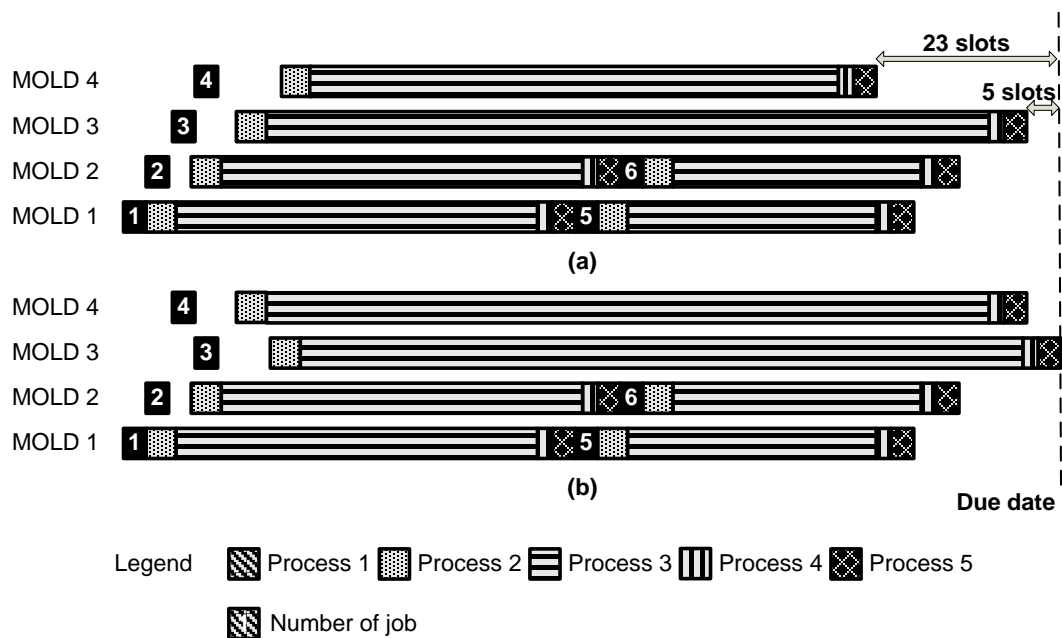 23 slots
MOLD 4 4
5 slots
MOLD 3 3
MOLD 2 2 6
MOLD 1 1 5
(a)
MOLD 4 4
MOLD 3 3
MOLD 2 2 6
MOLD 1 1 5
(b)
Due date
Legend Process 1 Process 2 Process 3 Process 4 Process 5
Number of job